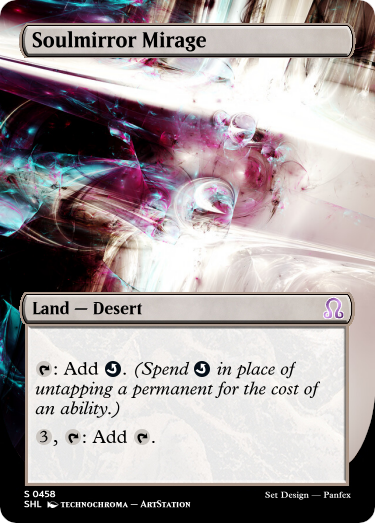 Soulmirror Mirage
Land — Desert
: Add . (Spend  in place of
untapping a permanent for the cost of
an ability.)
3, : Add .
S 0458
SHL TECHNOCHROMA — ArtStation
Set Design — Panfex